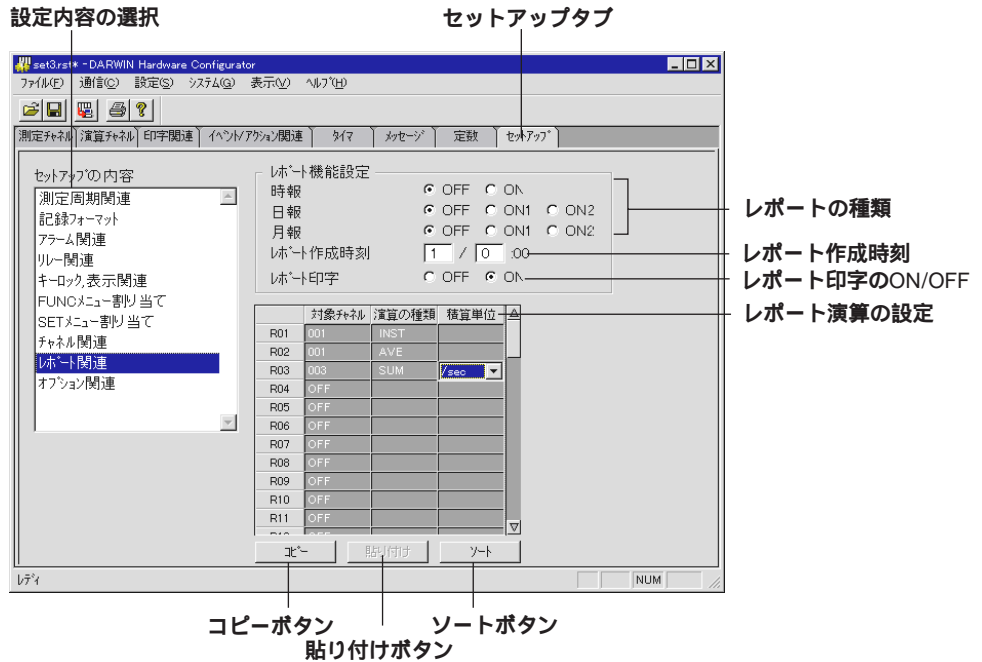 設定内容の選択
セットアップタブ
set3.rst* - DARWIN Hardware Configurator
ファイル(F) 通信(C) 設定(S) システム(G) 表示(V) ヘルプ(H)
測定チャネル 演算チャネル 印字関連 イベント/アクション関連 タイマ メッセージ 定数 セットアップ
セットアップの内容
測定周期関連
記録フォーマット
アラーム関連
リレー関連
キーロック,表示関連
FUNCメニュー割り当て
SETメニュー割り当て
チャネル関連
レポート関連
オプション関連
レポート機能設定
時報 OFF ON
日報 OFF ON1 ON2
月報 OFF ON1 ON2
レポート作成時刻 1 / 0 :00
レポート印字 OFF ON
レポートの種類
レポート作成時刻
レポート印字のON/OFF
レポート演算の設定
対象チャネル 演算の種類 積算単位
R01 001 INST
R02 001 AVE
R03 003 SUM /sec
R04 OFF
R05 OFF
R06 OFF
R07 OFF
R08 OFF
R09 OFF
R10 OFF
R11 OFF
コピー 貼り付け ソート
レディ NUM
コピーボタン
貼り付けボタン
ソートボタン